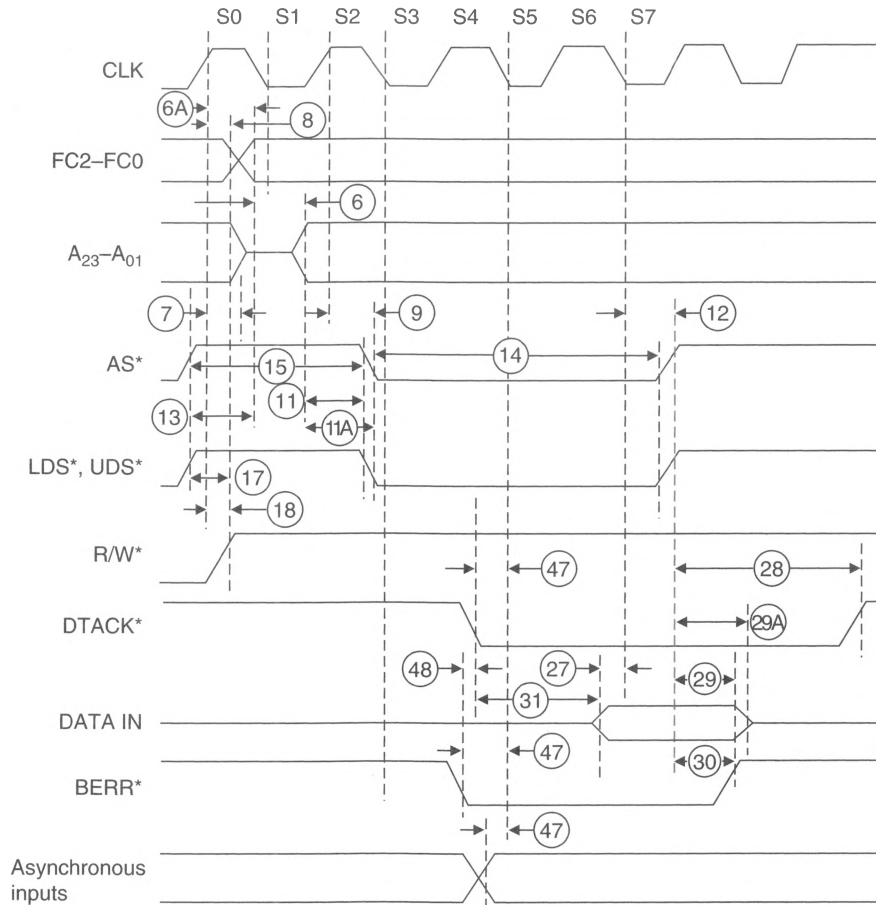 S0 S1 S2 S3 S4 S5 S6 S7
CLK
6A
8
FC2–FC0
6
A23–A01
7 9 12
AS*
15 14
11
13
11A
LDS*, UDS*
17
18
R/W*
47 28
DTACK*
29A
48 27
29
31
DATA IN
47
30
BERR*
47
Asynchronous
inputs